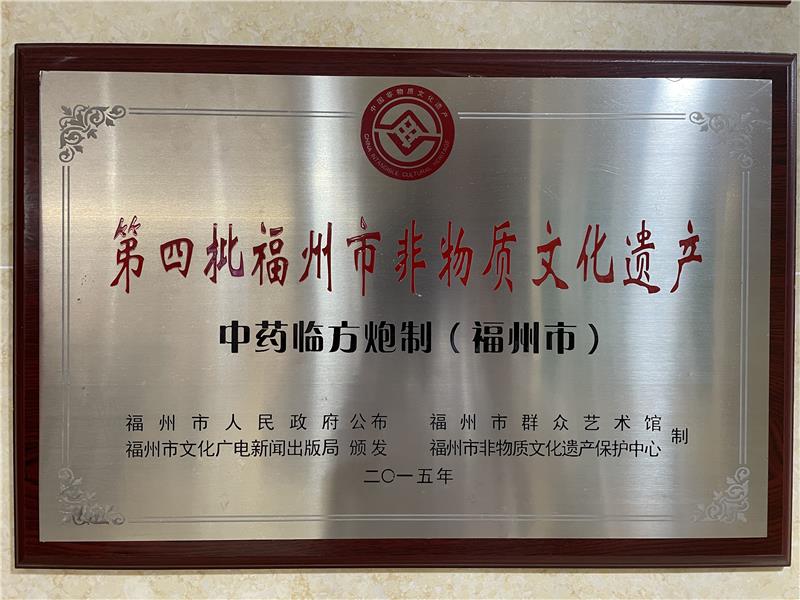 中国非物质文化遗产
CHINA INTANGIBLE CULTURAL HERITAGE
第四批福州市非物质文化遗产
中药临方炮制（福州市）
福州市人民政府公布 福州市群众艺术馆
福州市文化广电新闻出版局 颁发 福州市非物质文化遗产保护中心 制
二〇一五年